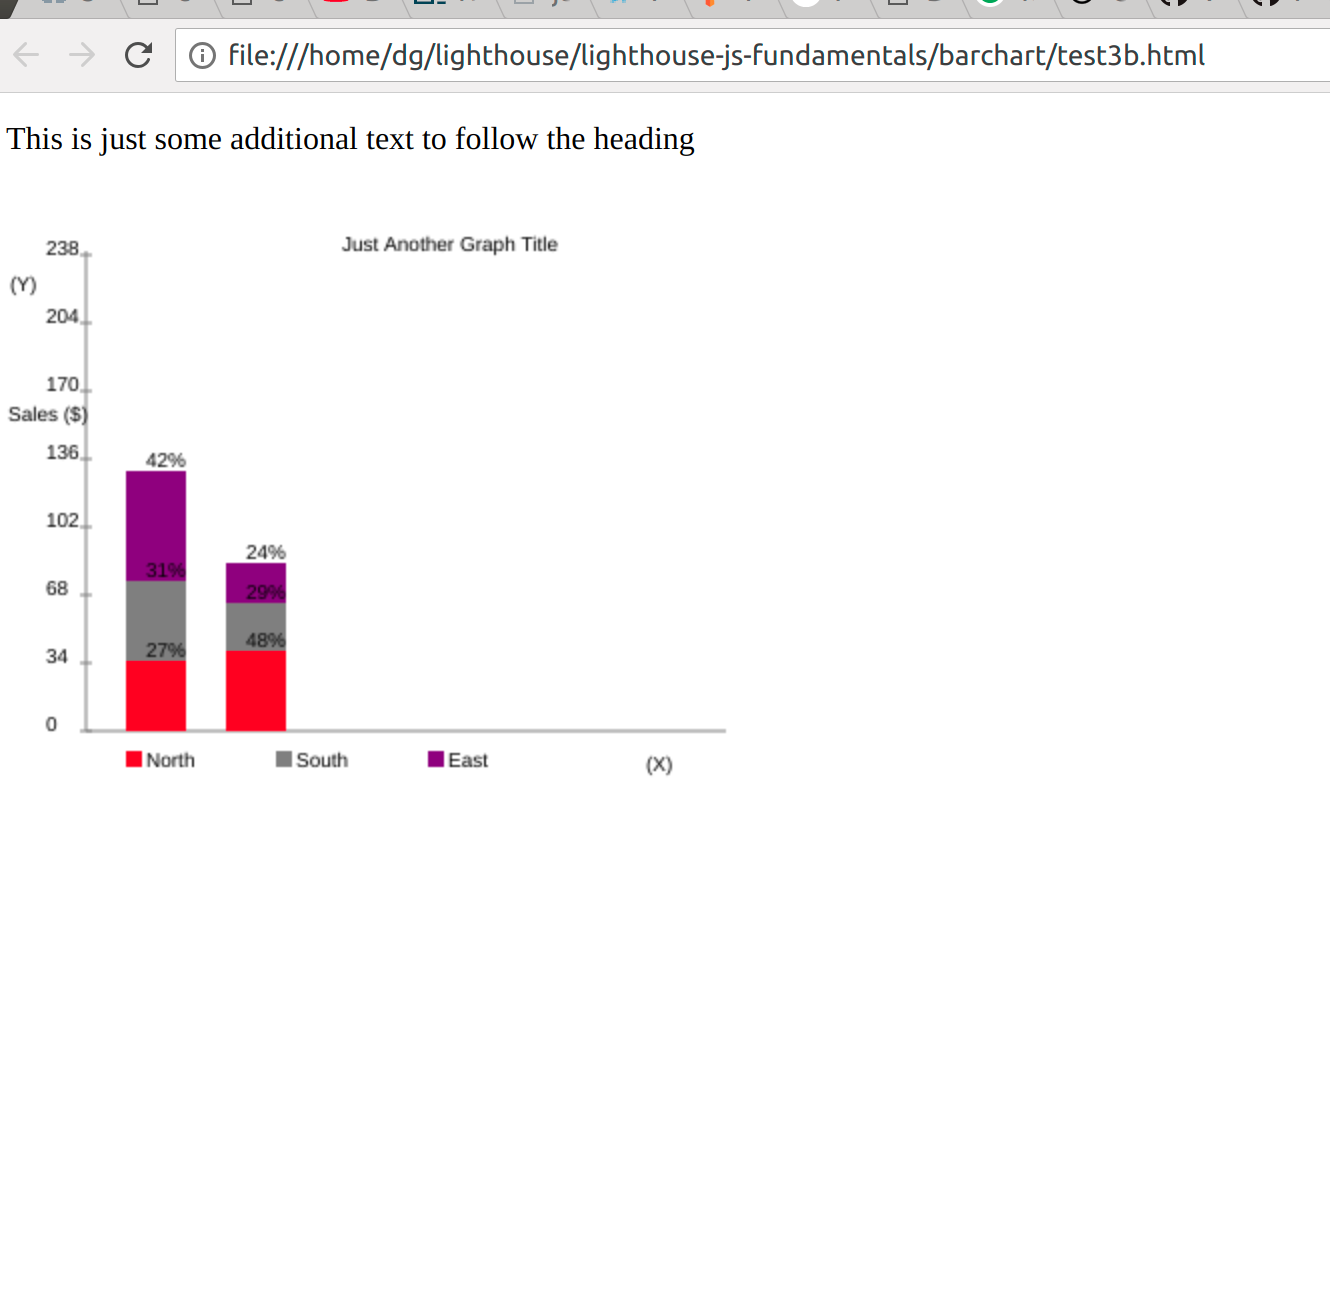 file:///home/dg/lighthouse/lighthouse-js-fundamentals/barchart/test3b.html
This is just some additional text to follow the heading
Just Another Graph Title
238
(Y)
204
170
Sales ($)
136
42%
102
24%
31%
68
29%
48%
27%
34
0
North South East (X)